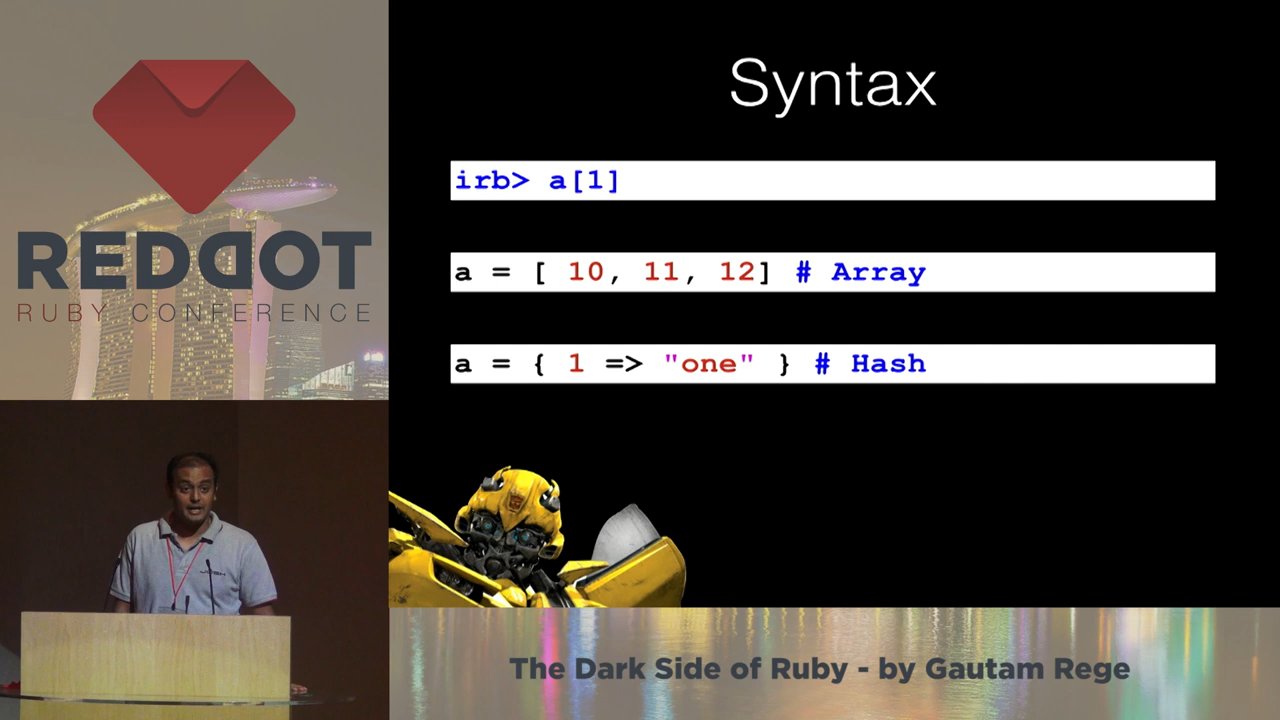 REDDOT
RUBY CONFERENCE
Syntax
irb> a[1]
a = [ 10, 11, 12] # Array
a = { 1 => "one" } # Hash
The Dark Side of Ruby - by Gautam Rege